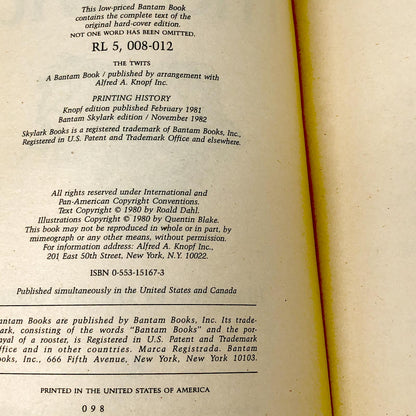 This low-priced Bantam Book
contains the complete text of the
original hard-cover edition.
NOT ONE WORD HAS BEEN OMITTED.
RL 5, 008-012
THE TWITS
A Bantam Book / published by arrangement with
Alfred A. Knopf Inc.
PRINTING HISTORY
Knopf edition published February 1981
Bantam Skylark edition / November 1982
Skylark Books is a registered trademark of Bantam Books, Inc.,
Registered in U.S. Patent and Trademark Office and elsewhere.
All rights reserved under International and
Pan-American Copyright Conventions.
Text Copyright © 1980 by Roald Dahl.
Illustrations Copyright © 1980 by Quentin Blake.
This book may not be reproduced in whole or in part, by
mimeograph or any other means, without permission.
For information address: Alfred A. Knopf Inc.,
201 East 50th Street, New York, N.Y. 10022.
ISBN 0-553-15167-3
Published simultaneously in the United States and Canada
antam Books are published by Bantam Books, Inc. Its trade-
ark, consisting of the words "Bantam Books" and the por-
ayal of a rooster, is Registered in U.S. Patent and Trademark
ffice and in other countries. Marca Registrada. Bantam
ooks, Inc., 666 Fifth Avenue, New York, New York 10103.
PRINTED IN THE UNITED STATES OF AMERICA
0 9 8